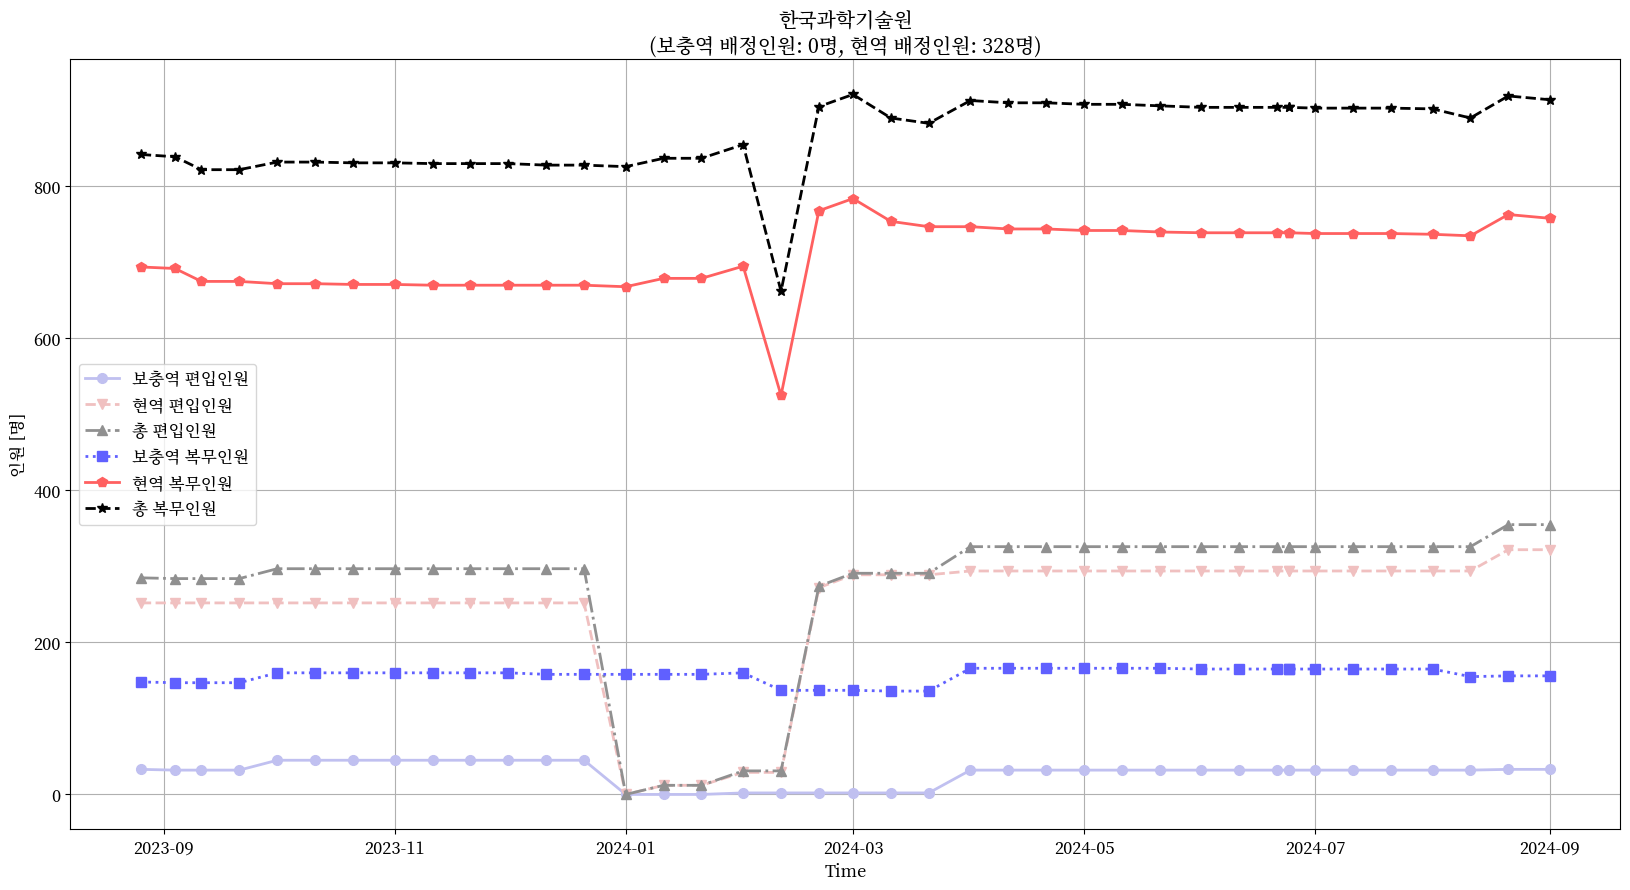 한국과학기술원
(보충역 배정인원: 0명, 현역 배정인원: 328명)
인원 [명]
800
600
400
200
0
보충역 편입인원
현역 편입인원
총 편입인원
보충역 복무인원
현역 복무인원
총 복무인원
2023-09 2023-11 2024-01 2024-03 2024-05 2024-07 2024-09
Time